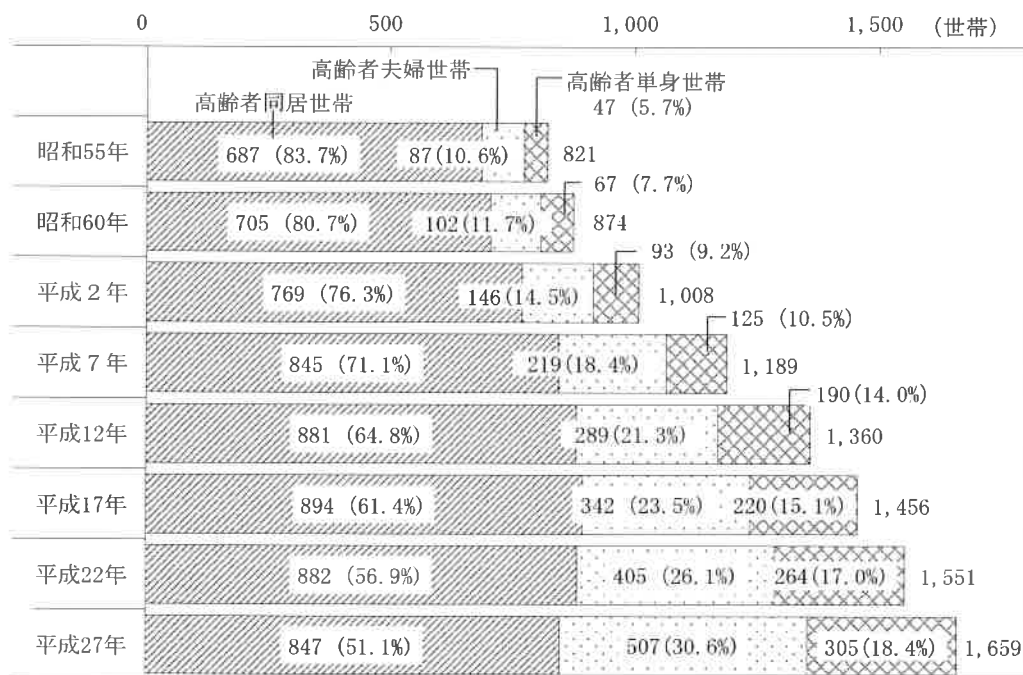 0 500 1,000 1,500 (世帯)
高齢者夫婦世帯
高齢者単身世帯
高齢者同居世帯
47 (5.7%)
昭和55年 687 (83.7%) 87(10.6%) 821
67 (7.7%)
昭和60年 705 (80.7%) 102(11.7%) 874
93 (9.2%)
平成2年 769 (76.3%) 146(14.5%) 1,008
125 (10.5%)
平成7年 845 (71.1%) 219(18.4%) 1,189
190(14.0%)
平成12年 881 (64.8%) 289(21.3%) 1,360
平成17年 894 (61.4%) 342 (23.5%) 220(15.1%) 1,456
平成22年 882 (56.9%) 405 (26.1%) 264(17.0%) 1,551
平成27年 847 (51.1%) 507(30.6%) 305(18.4%) 1,659